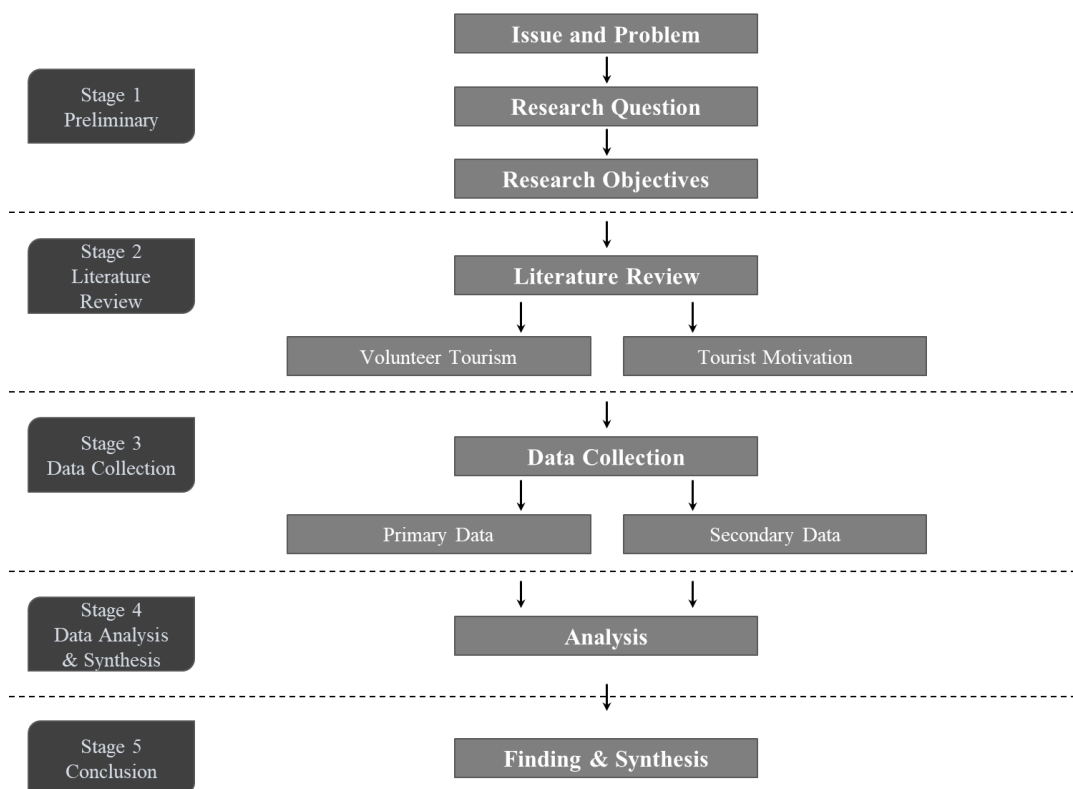 Issue and Problem
Stage 1
Preliminary
Research Question
Research Objectives
Stage 2
Literature
Review
Literature Review
Volunteer Tourism
Tourist Motivation
Stage 3
Data Collection
Data Collection
Primary Data
Secondary Data
Stage 4
Data Analysis
& Synthesis
Analysis
Stage 5
Conclusion
Finding & Synthesis